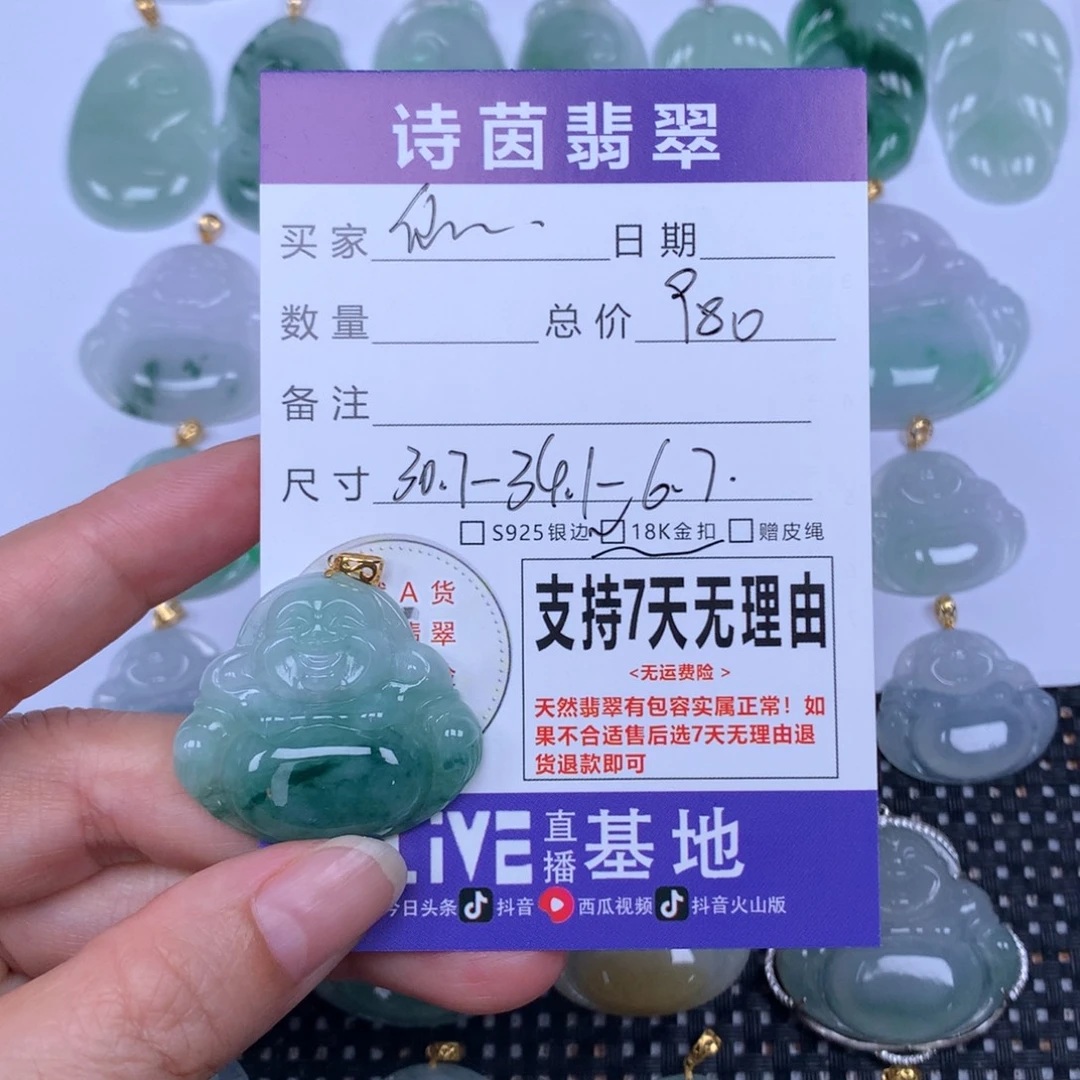 诗茵翡翠
买家 日期
数量 总价 980
备注
尺寸 30.7-34.1-6.7.
S925银边 18K金扣 赠皮绳
A货
翡翠
支持7天无理由
<无运费险>
天然翡翠有包容实属正常！如
果不合适售后选7天无理由退
货退款即可
LiVE直播基地
今日头条 抖音 西瓜视频 抖音火山版